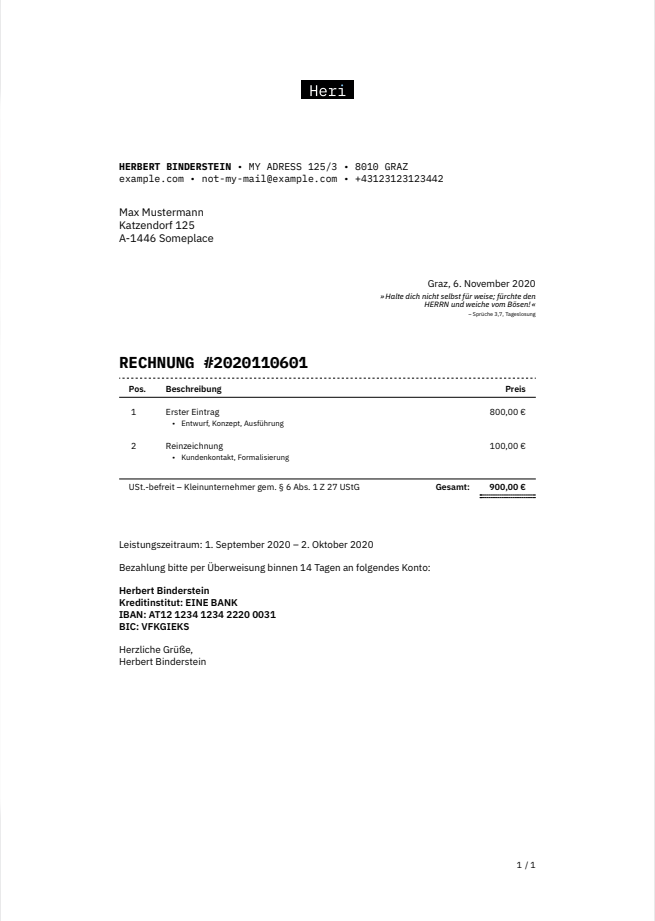 Heri
HERBERT BINDERSTEIN • MY ADRESS 125/3 • 8010 GRAZ
example.com • not-my-mail@example.com • +43123123123442
Max Mustermann
Katzendorf 125
A-1446 Someplace
Graz, 6. November 2020
»Halte dich nicht selbst für weise; fürchte den
HERRN und weiche vom Bösen!«
– Sprüche 3,7, Tageslosung
RECHNUNG #2020110601
Pos. Beschreibung Preis
1 Erster Eintrag 800,00 €
• Entwurf, Konzept, Ausführung
2 Reinzeichnung 100,00 €
• Kundenkontakt, Formalisierung
USt.-befreit – Kleinunternehmer gem. § 6 Abs. 1 Z 27 UStG Gesamt: 900,00 €
Leistungszeitraum: 1. September 2020 – 2. Oktober 2020
Bezahlung bitte per Überweisung binnen 14 Tagen an folgendes Konto:
Herbert Binderstein
Kreditinstitut: EINE BANK
IBAN: AT12 1234 1234 2220 0031
BIC: VFKGIEKS
Herzliche Grüße,
Herbert Binderstein
1 / 1